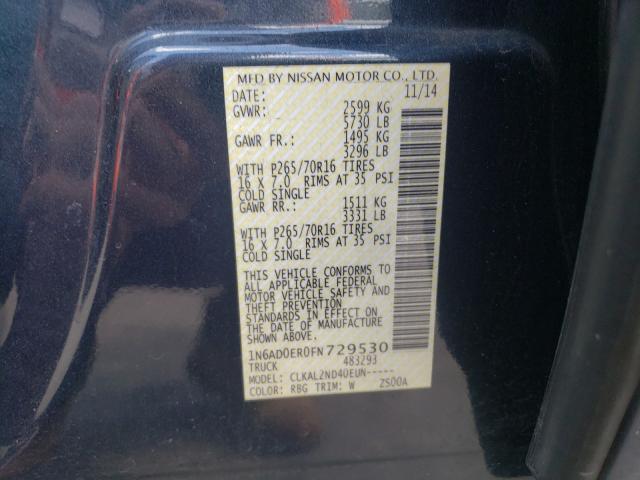 MFD BY NISSAN MOTOR CO., LTD.
DATE: 11/14
GVWR: 2599 KG
5730 LB
GAWR FR.: 1495 KG
3296 LB
WITH P265/70R16 TIRES
16 X 7.0 RIMS AT 35 PSI
COLD SINGLE
GAWR RR.: 1511 KG
3331 LB
WITH P265/70R16 TIRES
16 X 7.0 RIMS AT 35 PSI
COLD SINGLE
THIS VEHICLE CONFORMS TO
ALL APPLICABLE FEDERAL
MOTOR VEHICLE SAFETY AND
THEFT PREVENTION
STANDARDS IN EFFECT ON
THE DATE OF MANUFACTURE
SHOWN ABOVE.
1N6AD0ER0FN729530
TRUCK 483293
MODEL: CLKAL2ND40EUN-----
COLOR: RBG TRIM: W ZS00A